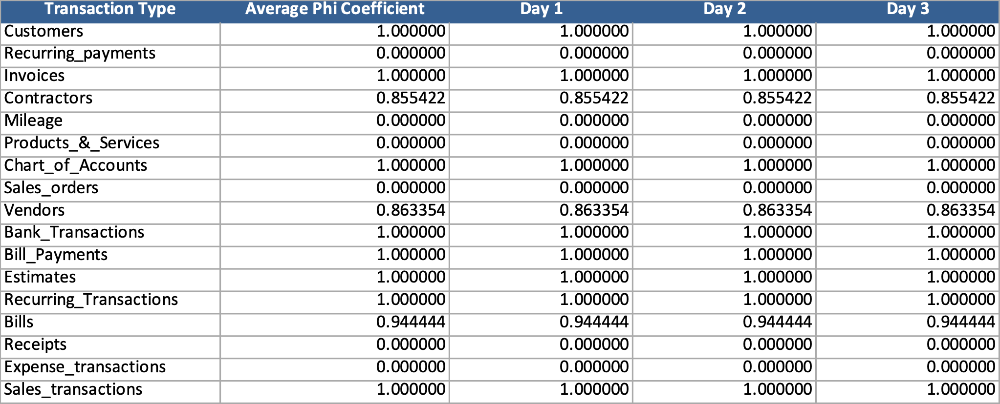 Transaction Type Average Phi Coefficient Day 1 Day 2 Day 3
Customers 1.000000 1.000000 1.000000 1.000000
Recurring_payments 0.000000 0.000000 0.000000 0.000000
Invoices 1.000000 1.000000 1.000000 1.000000
Contractors 0.855422 0.855422 0.855422 0.855422
Mileage 0.000000 0.000000 0.000000 0.000000
Products_&_Services 0.000000 0.000000 0.000000 0.000000
Chart_of_Accounts 1.000000 1.000000 1.000000 1.000000
Sales_orders 0.000000 0.000000 0.000000 0.000000
Vendors 0.863354 0.863354 0.863354 0.863354
Bank_Transactions 1.000000 1.000000 1.000000 1.000000
Bill_Payments 1.000000 1.000000 1.000000 1.000000
Estimates 1.000000 1.000000 1.000000 1.000000
Recurring_Transactions 1.000000 1.000000 1.000000 1.000000
Bills 0.944444 0.944444 0.944444 0.944444
Receipts 0.000000 0.000000 0.000000 0.000000
Expense_transactions 0.000000 0.000000 0.000000 0.000000
Sales_transactions 1.000000 1.000000 1.000000 1.000000